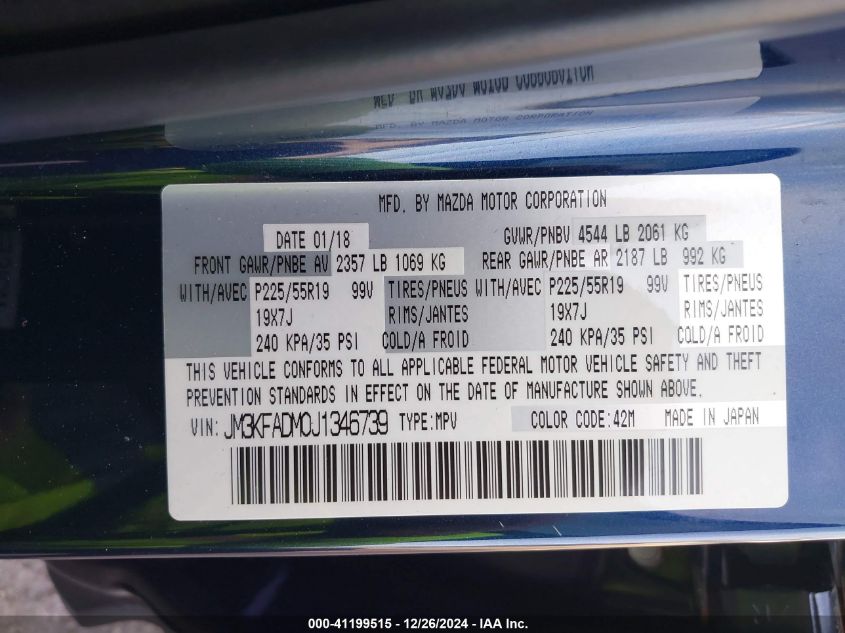 MFD. BY MAZDA MOTOR CORPORATION
DATE 01/18 GVWR/PNBV 4544 LB 2061 KG
FRONT GAWR/PNBE AV 2357 LB 1069 KG REAR GAWR/PNBE AR 2187 LB 992 KG
WITH/AVEC P225/55R19 99V TIRES/PNEUS WITH/AVEC P225/55R19 99V TIRES/PNEUS
19X7J RIMS/JANTES 19X7J RIMS/JANTES
240 KPA/35 PSI COLD/A FROID 240 KPA/35 PSI COLD/A FROID
THIS VEHICLE CONFORMS TO ALL APPLICABLE FEDERAL MOTOR VEHICLE SAFETY AND THEFT
PREVENTION STANDARDS IN EFFECT ON THE DATE OF MANUFACTURE SHOWN ABOVE.
VIN: JM3KFADM0J1346739 TYPE:MPV COLOR CODE:42M MADE IN JAPAN
000-41199515 - 12/26/2024 - IAA Inc.